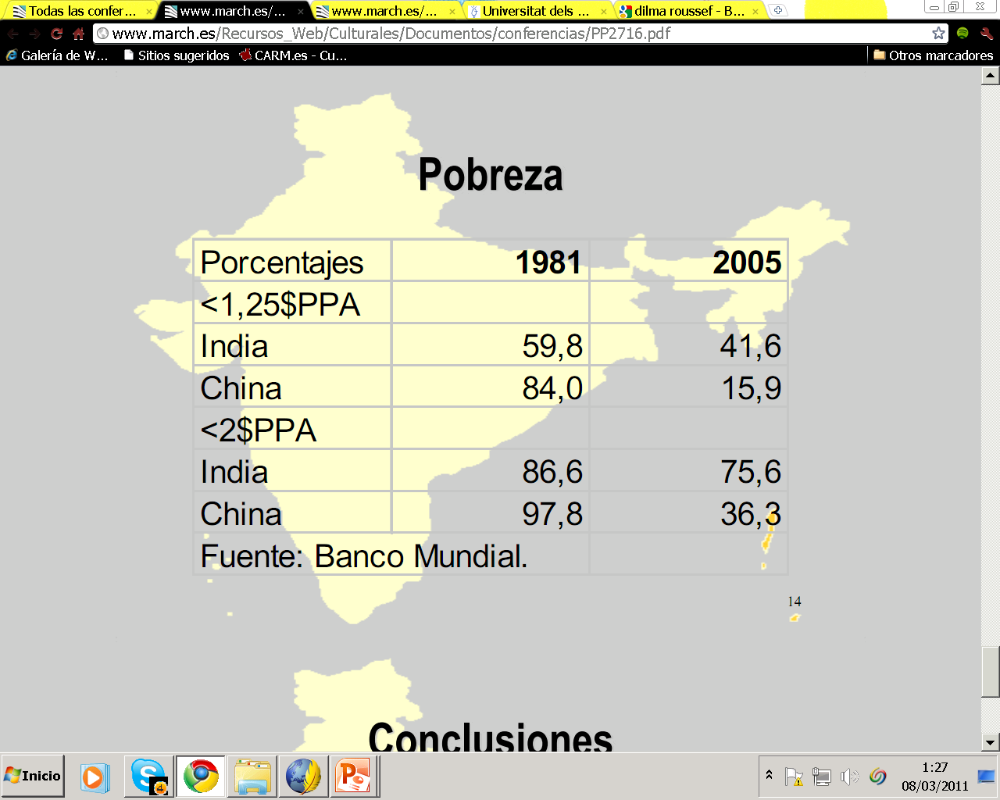 Todas las confer...
www.march.es/...
www.march.es/...
Universitat dels ...
dilma roussef - B...
www.march.es/Recursos_Web/Culturales/Documentos/conferencias/PP2716.pdf
Galería de W...
Sitios sugeridos
CARM.es - Cu...
Otros marcadores
Pobreza
Porcentajes 1981 2005
<1,25$PPA
India 59,8 41,6
China 84,0 15,9
<2$PPA
India 86,6 75,6
China 97,8 36,3
Fuente: Banco Mundial.
14
Conclusiones
Inicio
4
1:27
08/03/2011